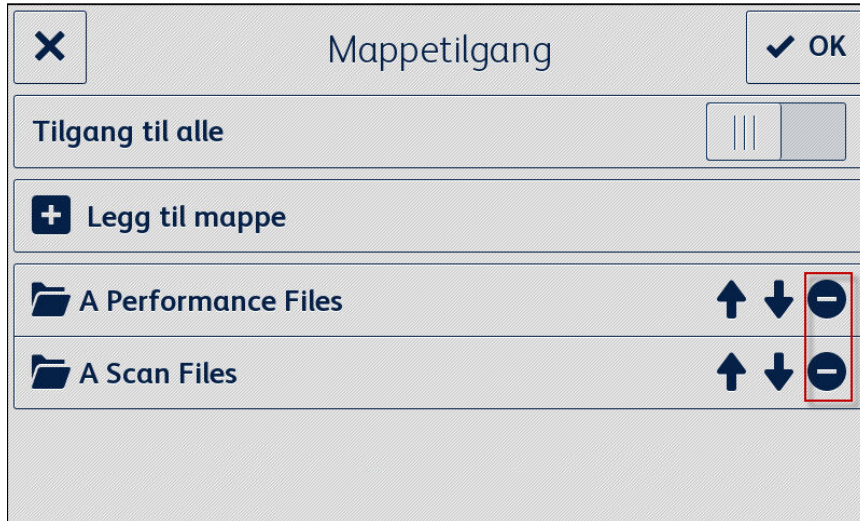 Mappetilgang
OK
Tilgang til alle
Legg til mappe
A Performance Files
A Scan Files